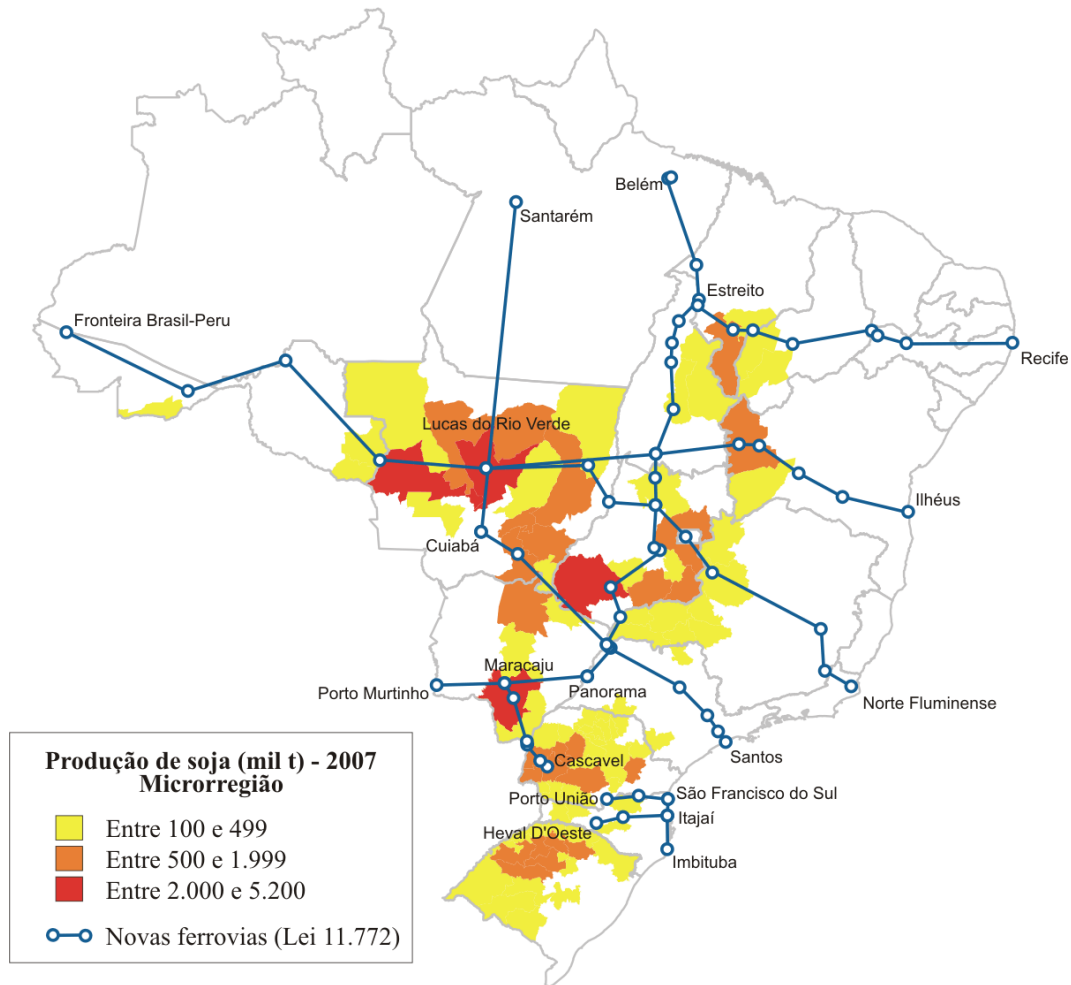 Belém
Santarém
Estreito
Fronteira Brasil-Peru
Recife
Lucas do Rio Verde
Ilhéus
Cuiabá
Maracaju
Porto Murtinho
Panorama
Norte Fluminense
Santos
Cascavel
Porto União
São Francisco do Sul
Itajaí
Heval D'Oeste
Imbituba
Produção de soja (mil t) - 2007
Microrregião
Entre 100 e 499
Entre 500 e 1.999
Entre 2.000 e 5.200
Novas ferrovias (Lei 11.772)